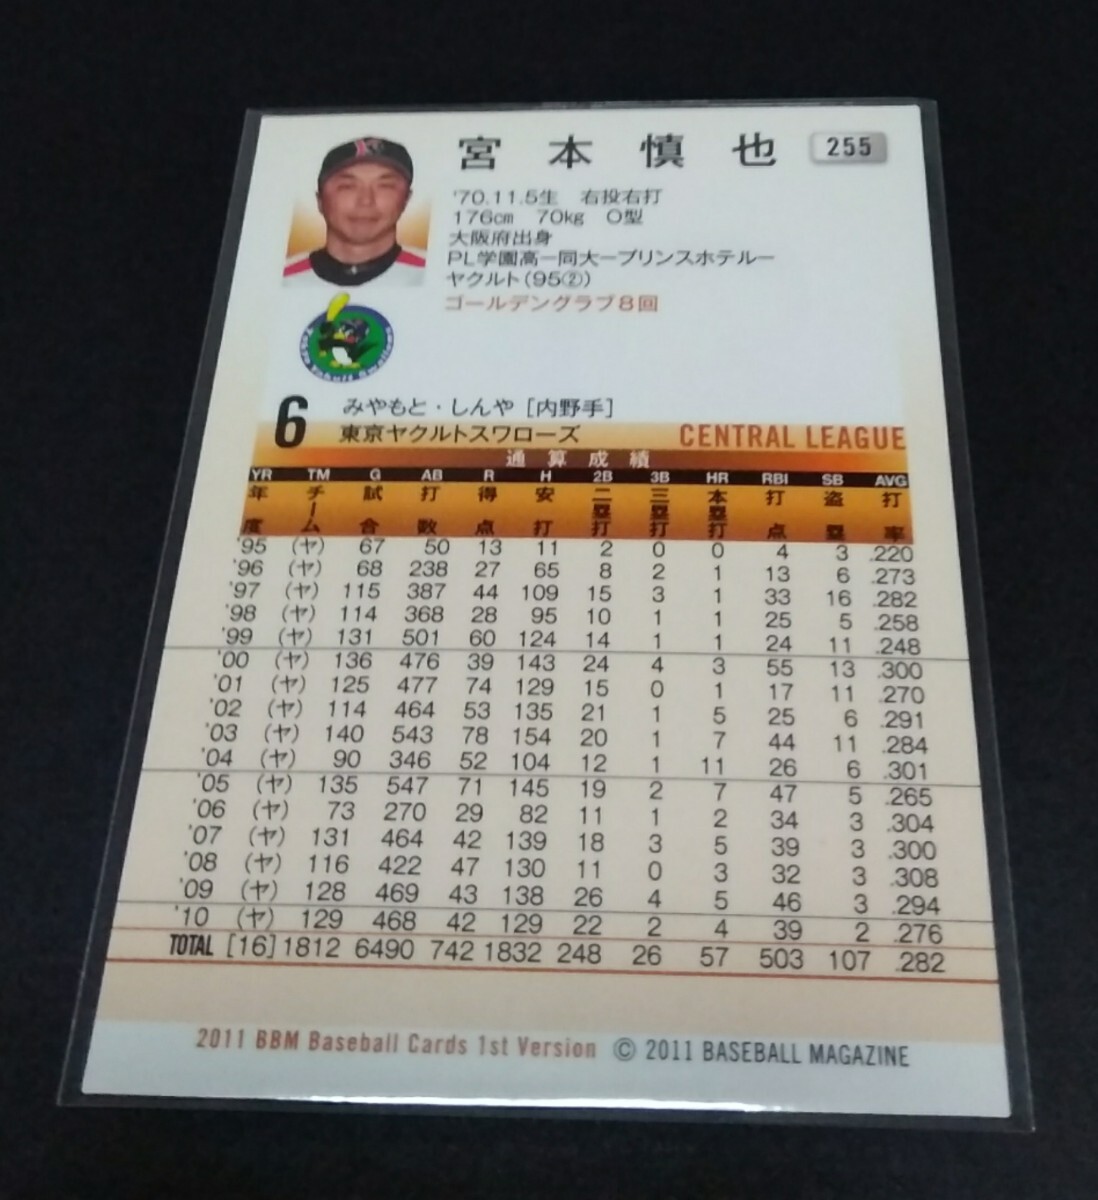 宮本慎也 255
'70.11.5生 右投右打
176cm 70kg O型
大阪府出身
PL学園高ー同大ープリンスホテルー
ヤクルト(95②)
ゴールデングラブ8回
Tokyo Yakult Swallows
6 みやもと・しんや [内野手]
東京ヤクルトスワローズ CENTRAL LEAGUE
通算成績
YR TM G AB R H 2B 3B HR RBI SB AVG
年度 チーム 試合 打数 得点 安打 二塁打 三塁打 本塁打 打点 盗塁 打率
'95 (ヤ) 67 50 13 11 2 0 0 4 3 .220
'96 (ヤ) 68 238 27 65 8 2 1 13 6 .273
'97 (ヤ) 115 387 44 109 15 3 1 33 16 .282
'98 (ヤ) 114 368 28 95 10 1 1 25 5 .258
'99 (ヤ) 131 501 60 124 14 1 1 24 11 .248
'00 (ヤ) 136 476 39 143 24 4 3 55 13 .300
'01 (ヤ) 125 477 74 129 15 0 1 17 11 .270
'02 (ヤ) 114 464 53 135 21 1 5 25 6 .291
'03 (ヤ) 140 543 78 154 20 1 7 44 11 .284
'04 (ヤ) 90 346 52 104 12 1 11 26 6 .301
'05 (ヤ) 135 547 71 145 19 2 7 47 5 .265
'06 (ヤ) 73 270 29 82 11 1 2 34 3 .304
'07 (ヤ) 131 464 42 139 18 3 5 39 3 .300
'08 (ヤ) 116 422 47 130 11 0 3 32 3 .308
'09 (ヤ) 128 469 43 138 26 4 5 46 3 .294
'10 (ヤ) 129 468 42 129 22 2 4 39 2 .276
TOTAL [16] 1812 6490 742 1832 248 26 57 503 107 .282
2011 BBM Baseball Cards 1st Version © 2011 BASEBALL MAGAZINE